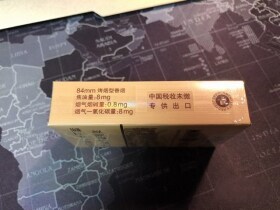 84mm 烤烟型香烟
焦油量:8mg
烟气烟碱量:0.8mg
烟气一氧化碳量:8mg
中国税收未缴
专供出口